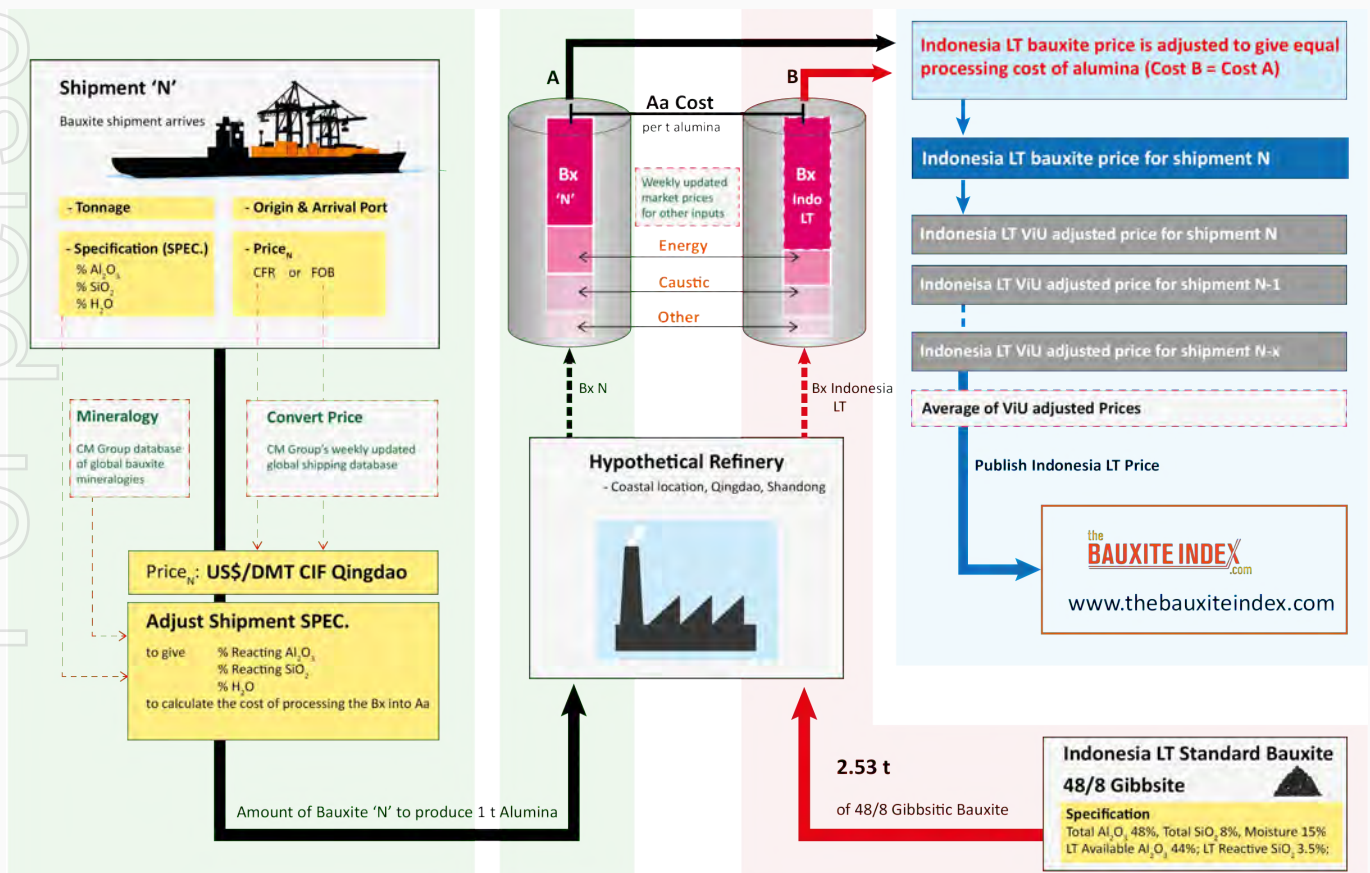 Shipment 'N'
Bauxite shipment arrives
- Tonnage
- Origin & Arrival Port
- Specification (SPEC.)
% Al₂O₃
% SiO₂
% H₂O
- Price_N
CFR or FOB
Mineralogy
CM Group database
of global bauxite
mineralogies
Convert Price
CM Group's weekly updated
global shipping database
Price_N: US$/DMT CIF Qingdao
Adjust Shipment SPEC.
to give % Reacting Al₂O₃
% Reacting SiO₂
% H₂O
to calculate the cost of processing the Bx into Aa
Amount of Bauxite 'N' to produce 1 t Alumina
A
B
Aa Cost
per t alumina
Bx
'N'
Weekly updated
market prices
for other inputs
Bx
Indo
LT
Energy
Caustic
Other
Bx N
Bx Indonesia
LT
Hypothetical Refinery
- Coastal location, Qingdao, Shandong
2.53 t
of 48/8 Gibbsitic Bauxite
Indonesia LT bauxite price is adjusted to give equal
processing cost of alumina (Cost B = Cost A)
Indonesia LT bauxite price for shipment N
Indonesia LT ViU adjusted price for shipment N
Indoneisa LT ViU adjusted price for shipment N-1
Indonesia LT ViU adjusted price for shipment N-x
Average of ViU adjusted Prices
Publish Indonesia LT Price
the
BAUXITE INDEX
.com
www.thebauxiteindex.com
Indonesia LT Standard Bauxite
48/8 Gibbsite
Specification
Total Al₂O₃ 48%, Total SiO₂ 8%, Moisture 15%
LT Available Al₂O₃ 44%; LT Reactive SiO₂ 3.5%;